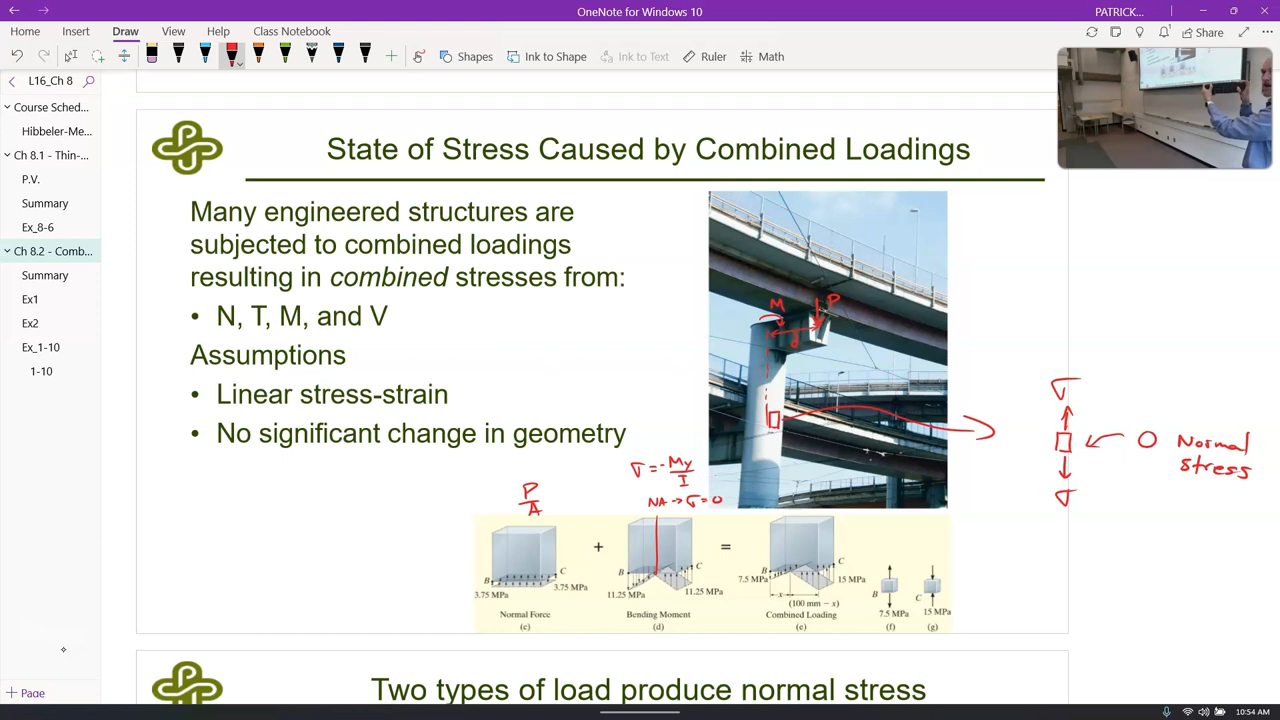 OneNote for Windows 10
PATRICK...
Home
Insert
Draw
View
Help
Class Notebook
Share
Shapes
Ink to Shape
Ink to Text
Ruler
Math
L16_Ch 8
Course Sched...
Hibbeler-Me...
Ch 8.1 - Thin-...
P.V.
Summary
Ex_8-6
Ch 8.2 - Comb...
Summary
Ex1
Ex2
Ex_1-10
1-10
Page
State of Stress Caused by Combined Loadings
Many engineered structures are
subjected to combined loadings
resulting in combined stresses from:
• N, T, M, and V
Assumptions
• Linear stress-strain
• No significant change in geometry
M
P
d
σ
σ
Normal
stress
P
A
σ = -My
I
NA → σ = 0
B
C
3.75 MPa
3.75 MPa
Normal Force
(c)
+
B
C
11.25 MPa
11.25 MPa
Bending Moment
(d)
=
B
C
7.5 MPa
15 MPa
x
(100 mm − x)
Combined Loading
(e)
B
7.5 MPa
(f)
C
15 MPa
(g)
Two types of load produce normal stress
10:54 AM